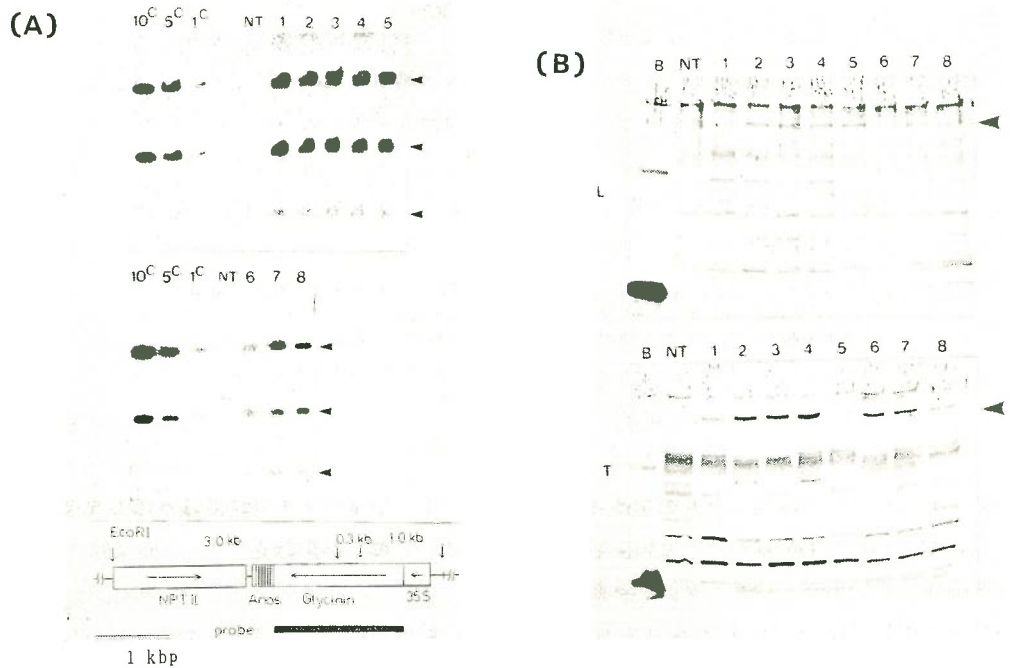 (A)
10C 5C 1C NT 1 2 3 4 5
10C 5C 1C NT 6 7 8
EcoRI
3.0 kb 0.3 kb 1.0 kb
NPT II Anos Glycinin 35S
probe
1 kbp
(B)
B NT 1 2 3 4 5 6 7 8
L
B NT 1 2 3 4 5 6 7 8
T